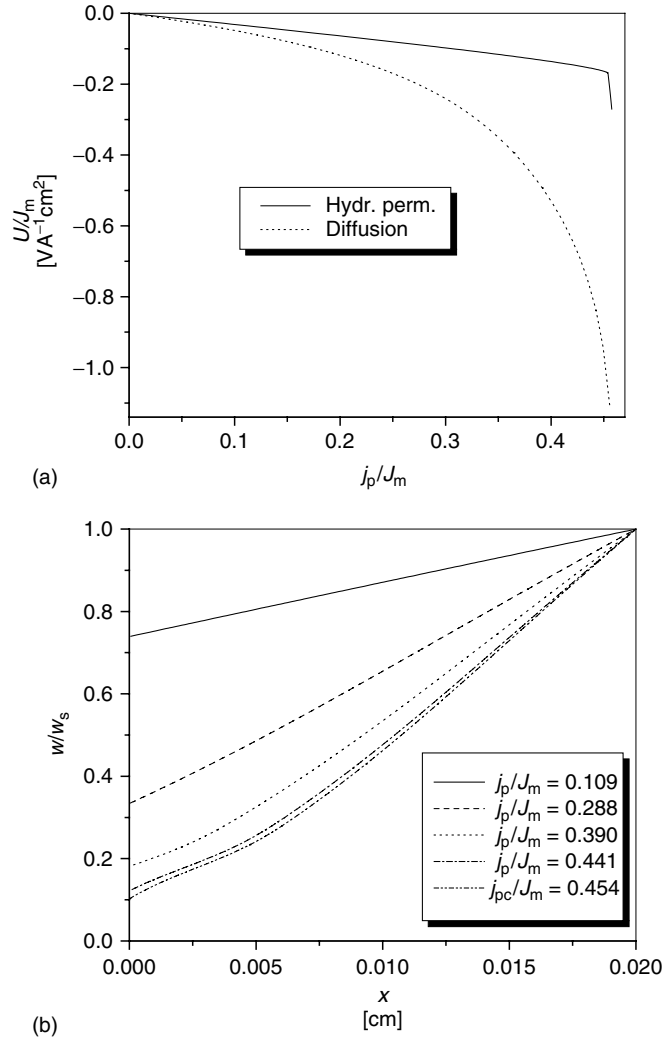 0.0
−0.2
−0.4
−0.6
−0.8
−1.0
U/Jm
[VA−1cm2]
Hydr. perm.
Diffusion
0.0 0.1 0.2 0.3 0.4
jp/Jm
(a)
1.0
0.8
0.6
0.4
0.2
0.0
w/ws
jp/Jm = 0.109
jp/Jm = 0.288
jp/Jm = 0.390
jp/Jm = 0.441
jpc/Jm = 0.454
0.000 0.005 0.010 0.015 0.020
x
[cm]
(b)